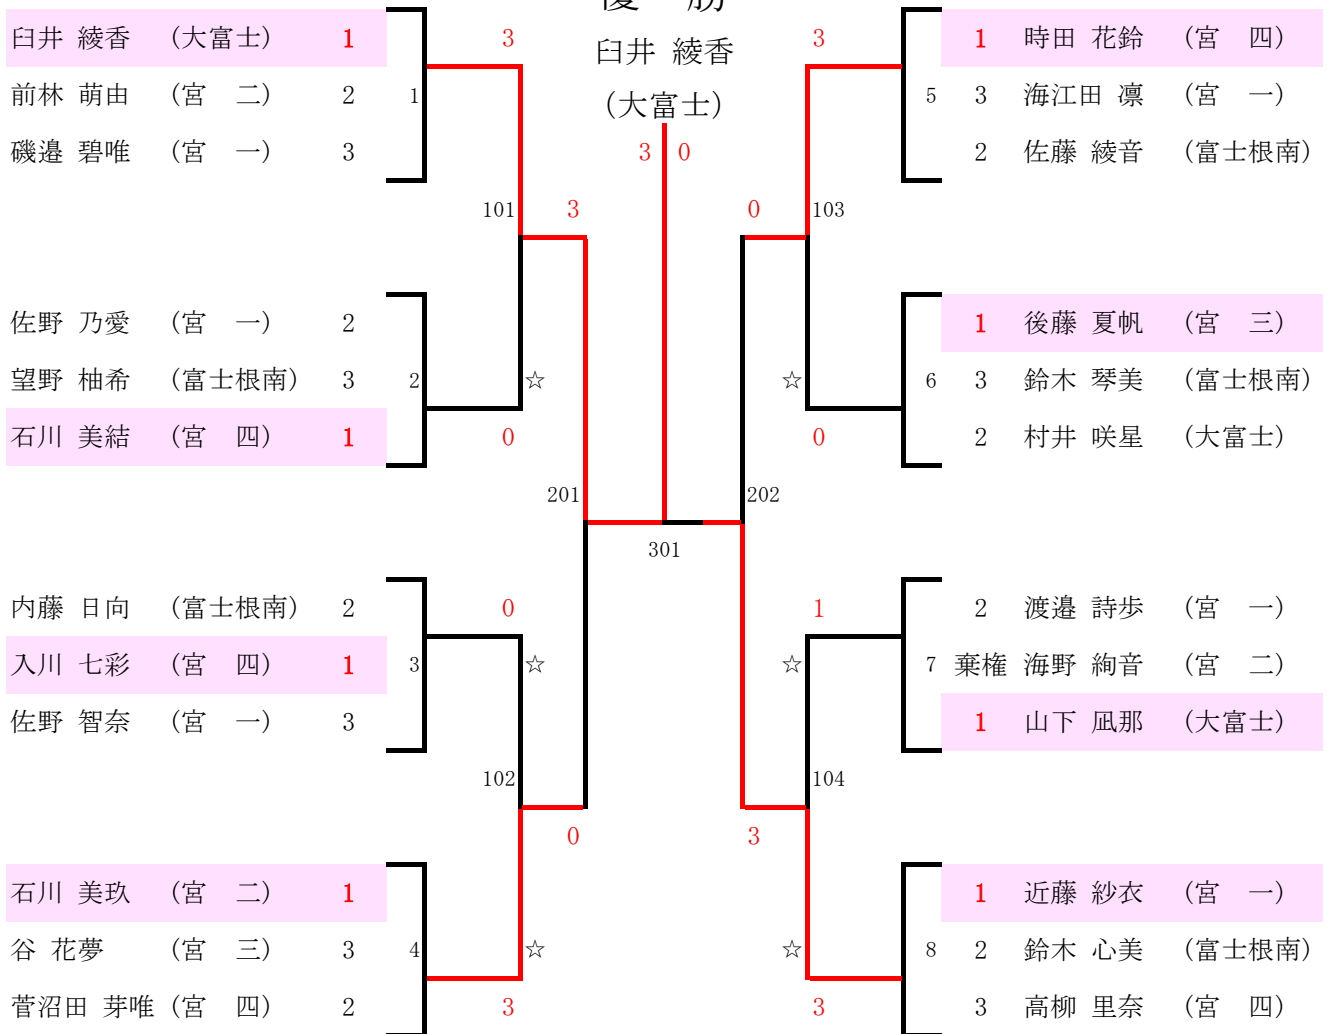 優 勝
臼井 綾香
(大富士)
3 0
臼井 綾香 (大富士) 1
前林 萌由 (宮 二) 2
磯邉 碧唯 (宮 一) 3
1
3
101
3
佐野 乃愛 (宮 一) 2
望野 柚希 (富士根南) 3
石川 美結 (宮 四) 1
2
☆
0
201
内藤 日向 (富士根南) 2
入川 七彩 (宮 四) 1
佐野 智奈 (宮 一) 3
3
0
☆
102
0
石川 美玖 (宮 二) 1
谷 花夢 (宮 三) 3
菅沼田 芽唯 (宮 四) 2
4
☆
3
301
3
1 時田 花鈴 (宮 四)
3 海江田 凛 (宮 一)
2 佐藤 綾音 (富士根南)
5
0
103
1 後藤 夏帆 (宮 三)
3 鈴木 琴美 (富士根南)
2 村井 咲星 (大富士)
6
☆
0
202
1
2 渡邉 詩歩 (宮 一)
棄権 海野 絢音 (宮 二)
1 山下 凪那 (大富士)
7
☆
104
3
1 近藤 紗衣 (宮 一)
2 鈴木 心美 (富士根南)
3 高柳 里奈 (宮 四)
8
☆
3